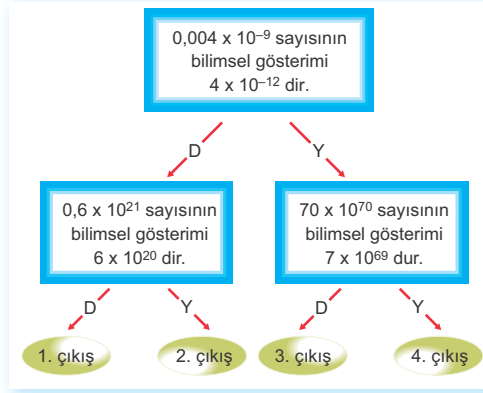 0,004 x 10⁻⁹ sayısının
bilimsel gösterimi
4 x 10⁻¹² dir.
D
Y
0,6 x 10²¹ sayısının
bilimsel gösterimi
6 x 10²⁰ dir.
70 x 10⁷⁰ sayısının
bilimsel gösterimi
7 x 10⁶⁹ dur.
D
Y
D
Y
1. çıkış
2. çıkış
3. çıkış
4. çıkış